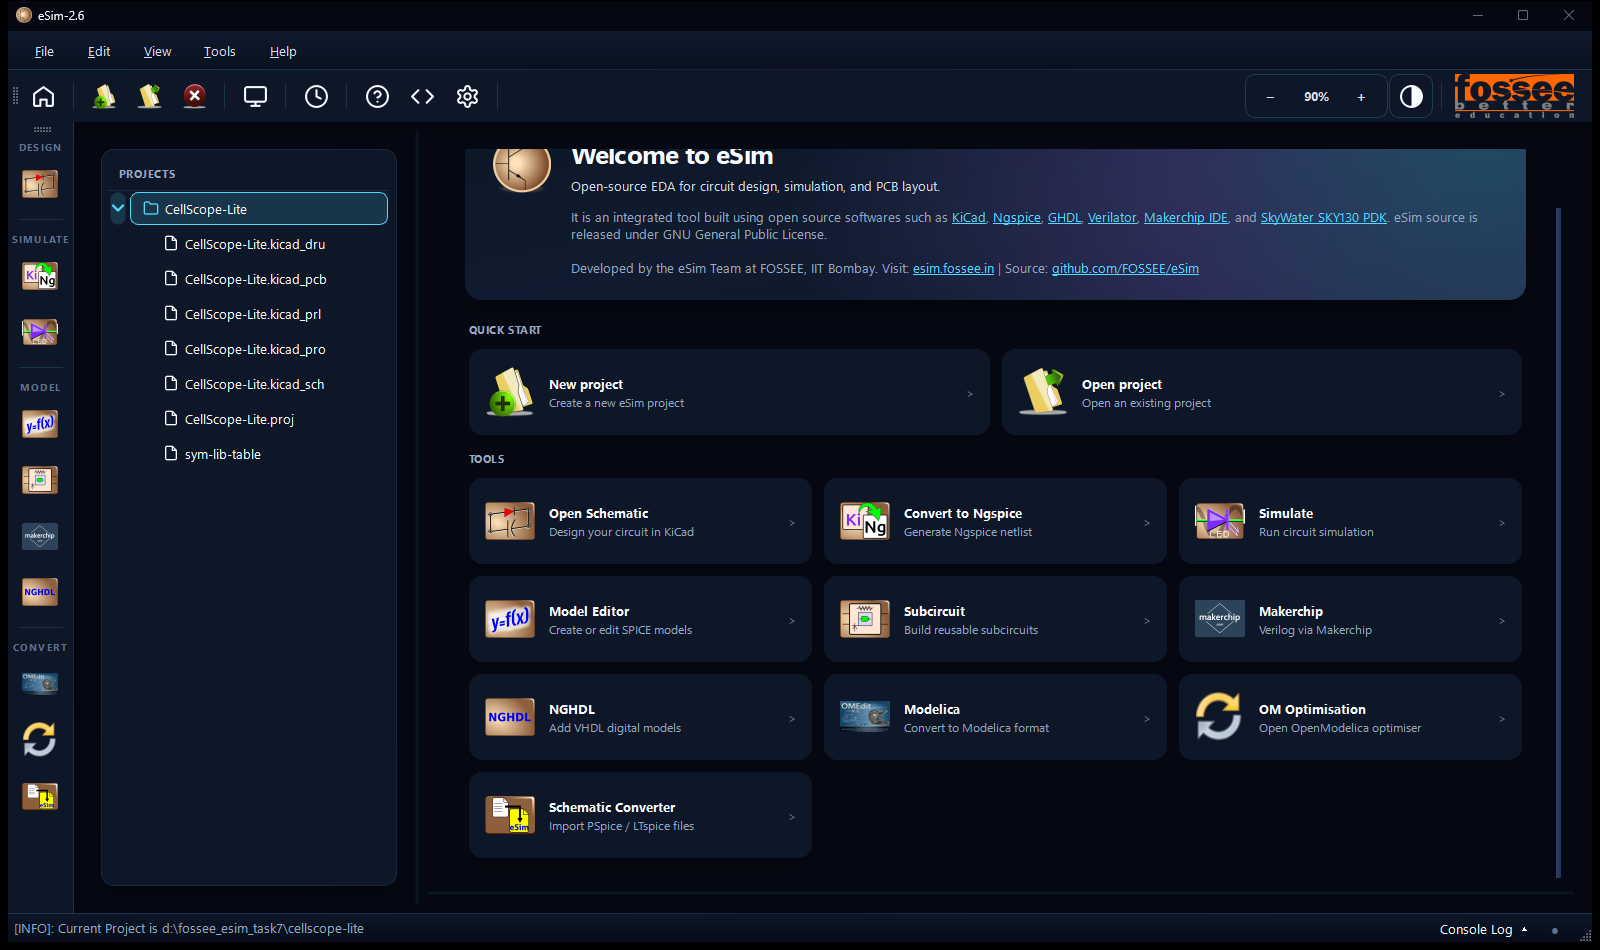 eSim-2.6
File Edit View Tools Help
90%
fossee
better
education
DESIGN
SIMULATE
MODEL
CONVERT
PROJECTS
CellScope-Lite
CellScope-Lite.kicad_dru
CellScope-Lite.kicad_pcb
CellScope-Lite.kicad_prl
CellScope-Lite.kicad_pro
CellScope-Lite.kicad_sch
CellScope-Lite.proj
sym-lib-table
Welcome to eSim
Open-source EDA for circuit design, simulation, and PCB layout.
It is an integrated tool built using open source softwares such as KiCad, Ngspice, GHDL, Verilator, Makerchip IDE, and SkyWater SKY130 PDK. eSim source is
released under GNU General Public License.
Developed by the eSim Team at FOSSEE, IIT Bombay. Visit: esim.fossee.in | Source: github.com/FOSSEE/eSim
QUICK START
New project
Create a new eSim project
Open project
Open an existing project
TOOLS
Open Schematic
Design your circuit in KiCad
Ki Ng
Convert to Ngspice
Generate Ngspice netlist
Simulate
Run circuit simulation
y=f(x)
Model Editor
Create or edit SPICE models
Subcircuit
Build reusable subcircuits
makerchip
Makerchip
Verilog via Makerchip
NGHDL
NGHDL
Add VHDL digital models
OMEdit
Modelica
Convert to Modelica format
OM Optimisation
Open OpenModelica optimiser
eSim
Schematic Converter
Import PSpice / LTspice files
[INFO]: Current Project is d:\fossee_esim_task7\cellscope-lite
Console Log